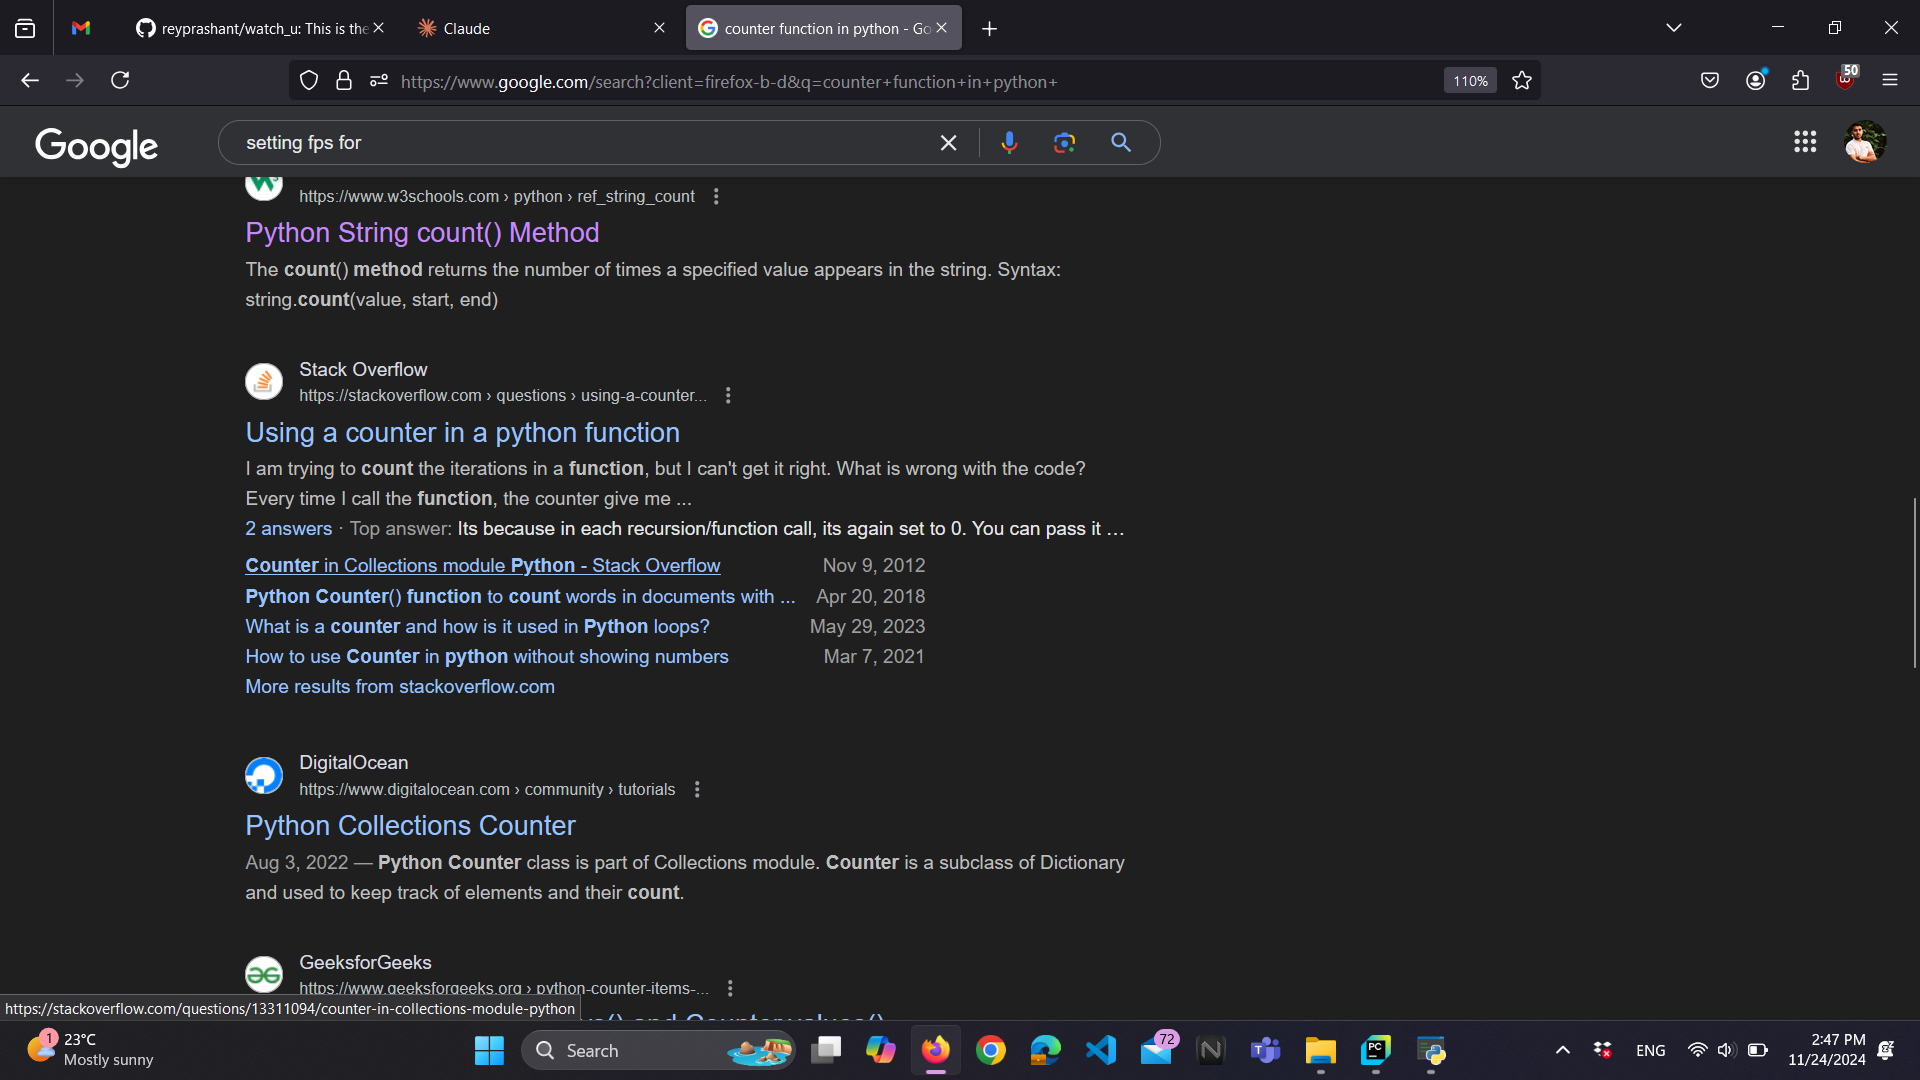 reyprashant/watch_u: This is the
Claude
counter function in python - Go
https://www.google.com/search?client=firefox-b-d&q=counter+function+in+python+
110%
50
Google
setting fps for
https://www.w3schools.com › python › ref_string_count
Python String count() Method
The count() method returns the number of times a specified value appears in the string. Syntax:
string.count(value, start, end)
Stack Overflow
https://stackoverflow.com › questions › using-a-counter...
Using a counter in a python function
I am trying to count the iterations in a function, but I can't get it right. What is wrong with the code?
Every time I call the function, the counter give me ...
2 answers · Top answer: Its because in each recursion/function call, its again set to 0. You can pass it …
Counter in Collections module Python - Stack Overflow Nov 9, 2012
Python Counter() function to count words in documents with ... Apr 20, 2018
What is a counter and how is it used in Python loops? May 29, 2023
How to use Counter in python without showing numbers Mar 7, 2021
More results from stackoverflow.com
DigitalOcean
https://www.digitalocean.com › community › tutorials
Python Collections Counter
Aug 3, 2022 — Python Counter class is part of Collections module. Counter is a subclass of Dictionary
and used to keep track of elements and their count.
GeeksforGeeks
https://www.geeksforgeeks.org › python-counter-items-...
https://stackoverflow.com/questions/13311094/counter-in-collections-module-python
() and Counter.values()
1
23°C
Mostly sunny
Search
72
PC
ENG
2:47 PM
11/24/2024